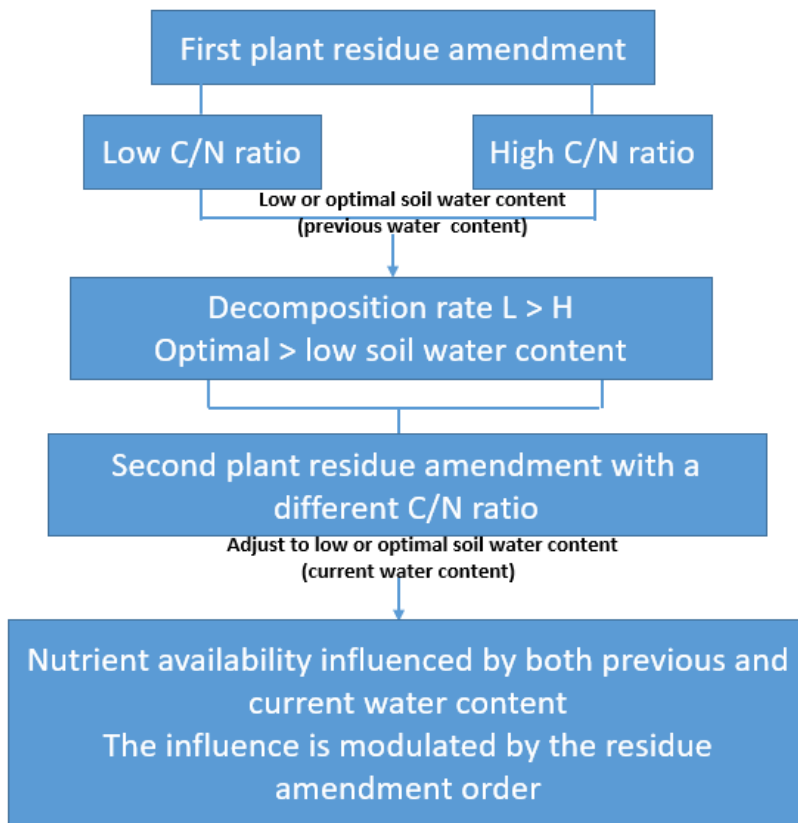 First plant residue amendment
Low C/N ratio
High C/N ratio
Low or optimal soil water content
(previous water content)
Decomposition rate L > H
Optimal > low soil water content
Second plant residue amendment with a
different C/N ratio
Adjust to low or optimal soil water content
(current water content)
Nutrient availability influenced by both previous and
current water content
The influence is modulated by the residue
amendment order